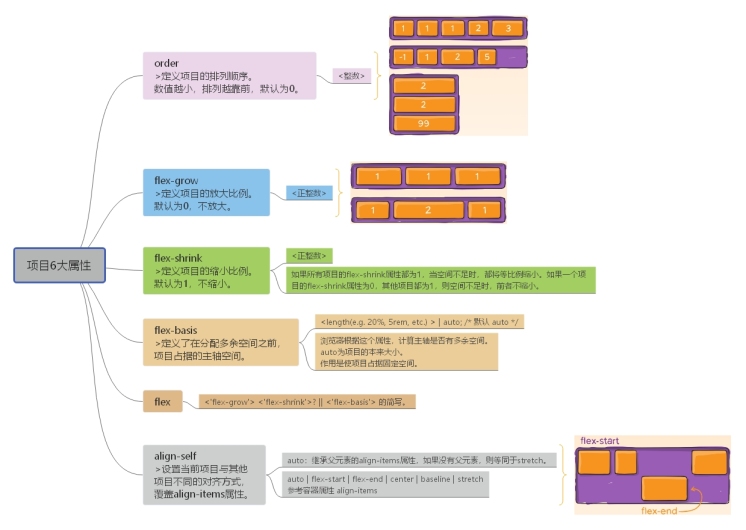 项目6大属性
order
>定义项目的排列顺序。
数值越小，排列越靠前，默认为0。
<整数>
1 1 1 2 3
-1 1 2 5
2
2
99
flex-grow
>定义项目的放大比例。
默认为0，不放大。
<正整数>
1 1 1
1 2 1
flex-shrink
>定义项目的缩小比例。
默认为1，不缩小。
<正整数>
如果所有项目的flex-shrink属性都为1，当空间不足时，都将等比例缩小。如果一个项
目的flex-shrink属性为0，其他项目都为1，则空间不足时，前者不缩小。
flex-basis
>定义了在分配多余空间之前，
项目占据的主轴空间。
<length(e.g. 20%, 5rem, etc.) > | auto; /* 默认 auto */
浏览器根据这个属性，计算主轴是否有多余空间。
auto为项目的本来大小。
作用是使项目占据固定空间。
flex
<'flex-grow'> <'flex-shrink'>? || <'flex-basis'> 的简写。
align-self
>设置当前项目与其他
项目不同的对齐方式，
覆盖align-items属性。
auto：继承父元素的align-items属性，如果没有父元素，则等同于stretch。
auto | flex-start | flex-end | center | baseline | stretch
参考容器属性 align-items
flex-start
flex-end